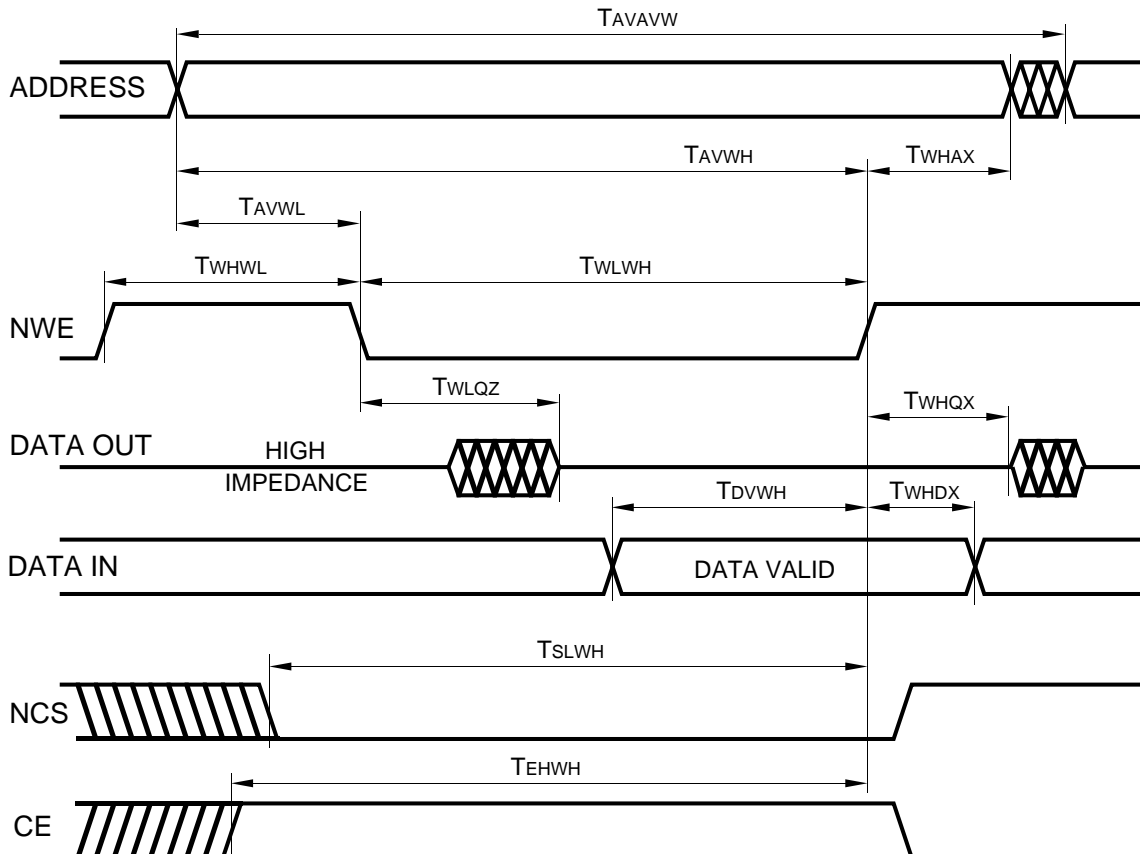 TAVAVW
ADDRESS
TAVWH
TWHAX
TAVWL
TWHWL
TWLWH
NWE
TWLQZ
TWHQX
DATA OUT
HIGH
IMPEDANCE
TDVWH
TWHDX
DATA IN
DATA VALID
TSLWH
NCS
TEHWH
CE